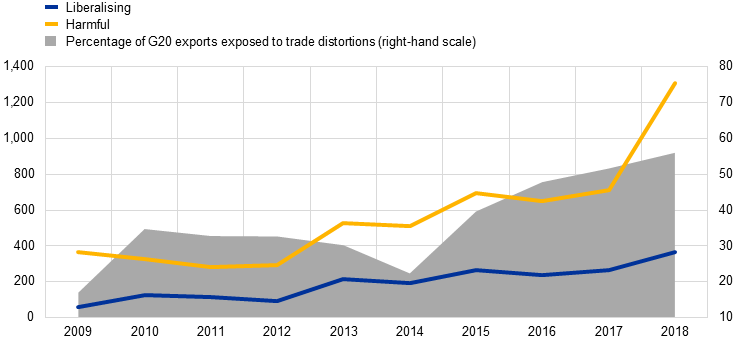 Liberalising
Harmful
Percentage of G20 exports exposed to trade distortions (right-hand scale)
1,400 80
1,200 70
1,000 60
800 50
600 40
400 30
200 20
0 10
2009 2010 2011 2012 2013 2014 2015 2016 2017 2018